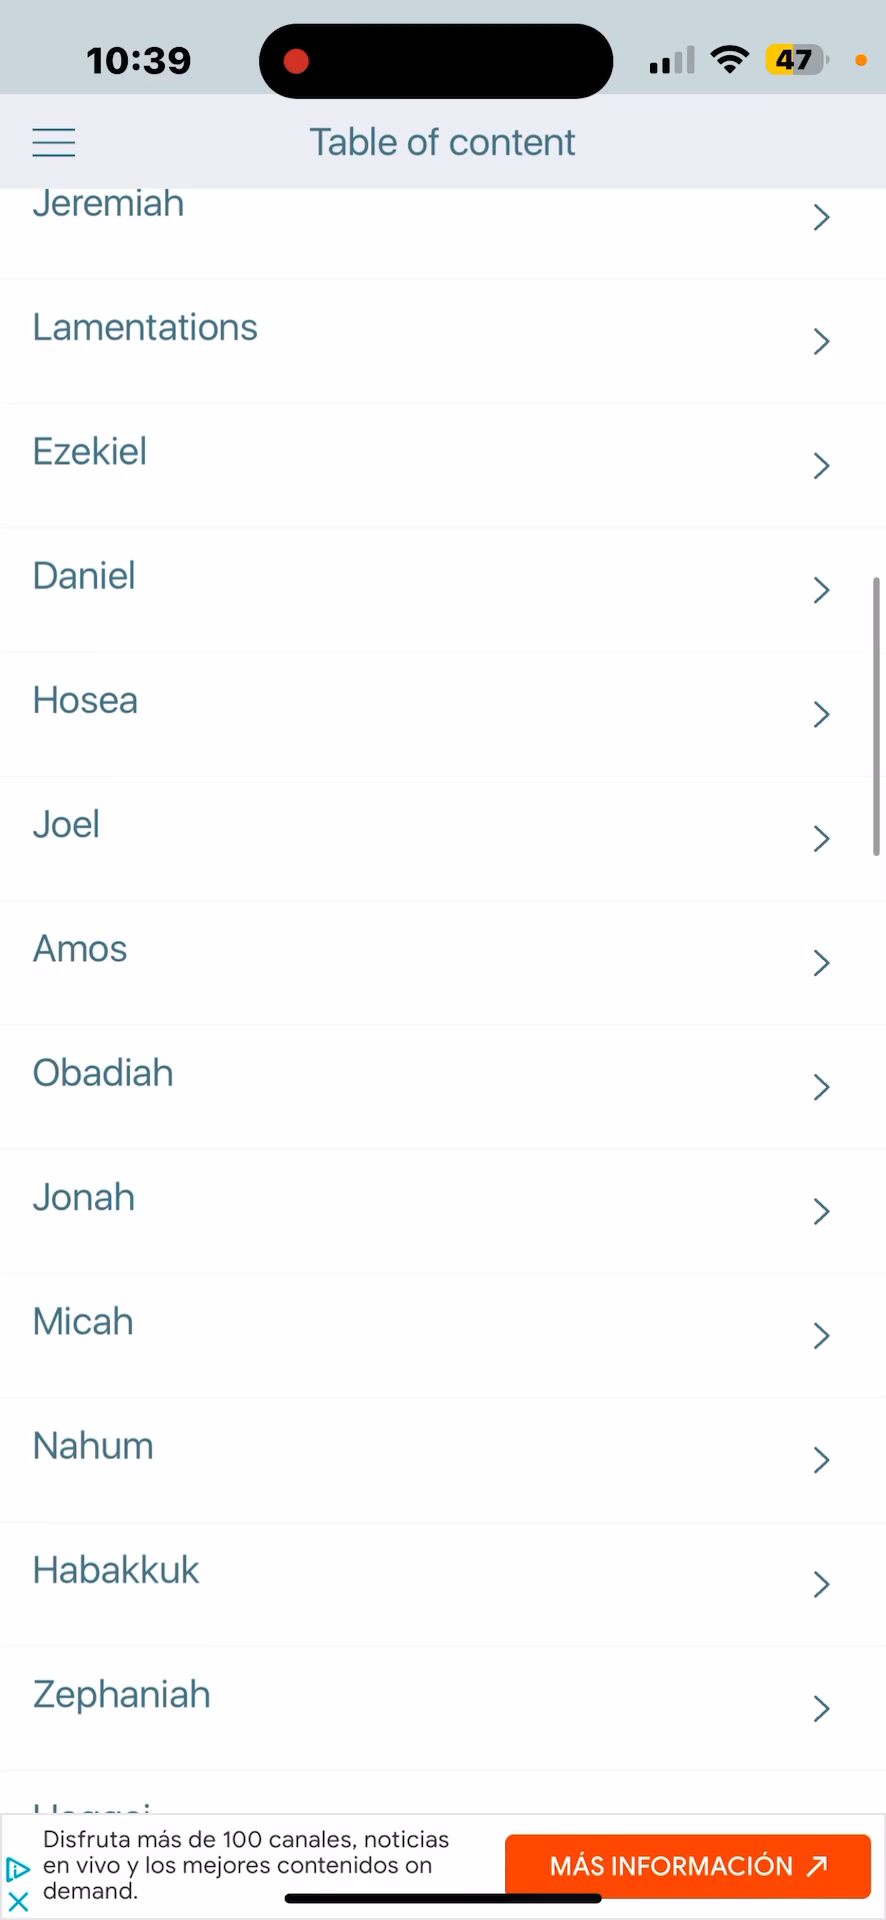 10:39
47
Table of content
Jeremiah
Lamentations
Ezekiel
Daniel
Hosea
Joel
Amos
Obadiah
Jonah
Micah
Nahum
Habakkuk
Zephaniah
Disfruta más de 100 canales, noticias
en vivo y los mejores contenidos on
demand.
MÁS INFORMACIÓN